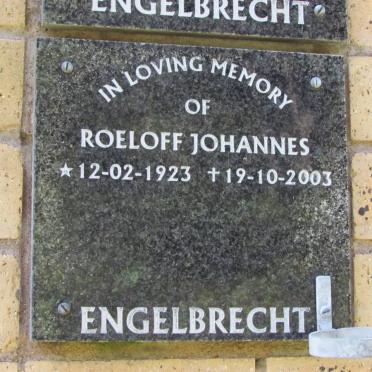 ENGELBRECHT
IN LOVING MEMORY
OF
ROELOFF JOHANNES
★12-02-1923 ✝19-10-2003
ENGELBRECHT